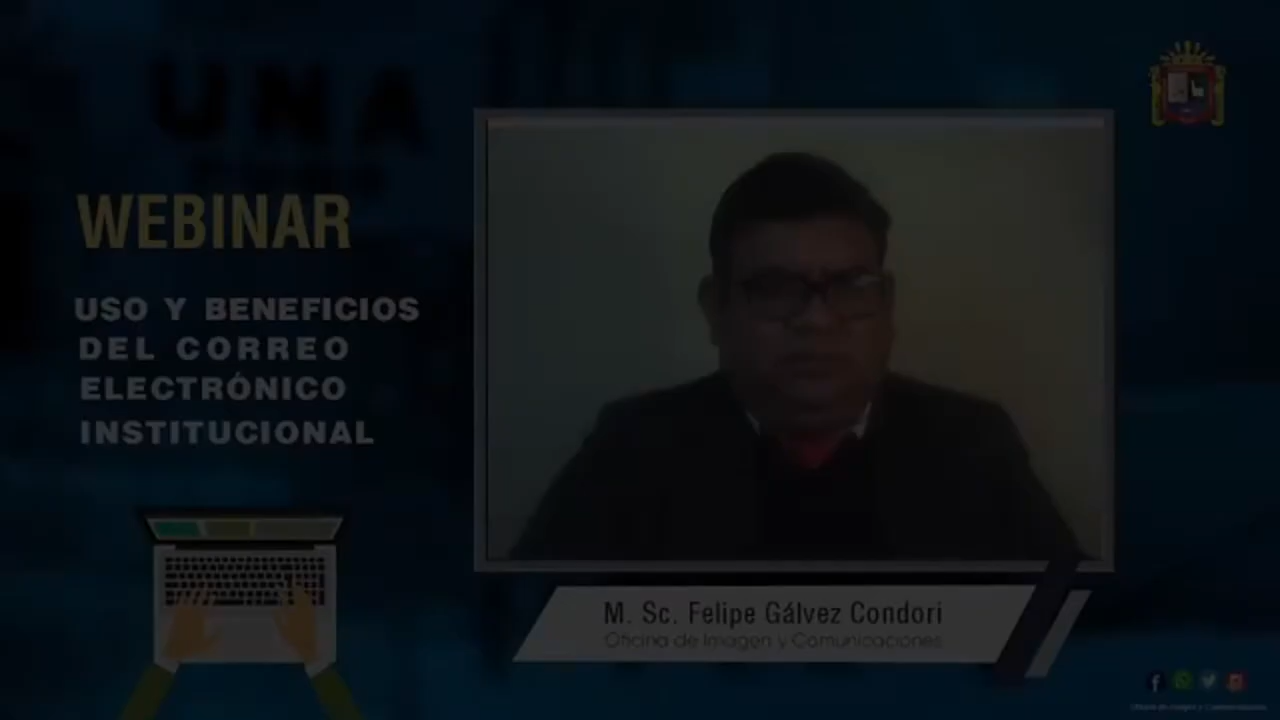 UNA
WEBINAR
USO Y BENEFICIOS
DEL CORREO
ELECTRÓNICO
INSTITUCIONAL
M. Sc. Felipe Gálvez Condori
Oficina de Imagen y Comunicaciones